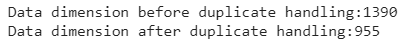 Data dimension before duplicate handling:1390
Data dimension after duplicate handling:955